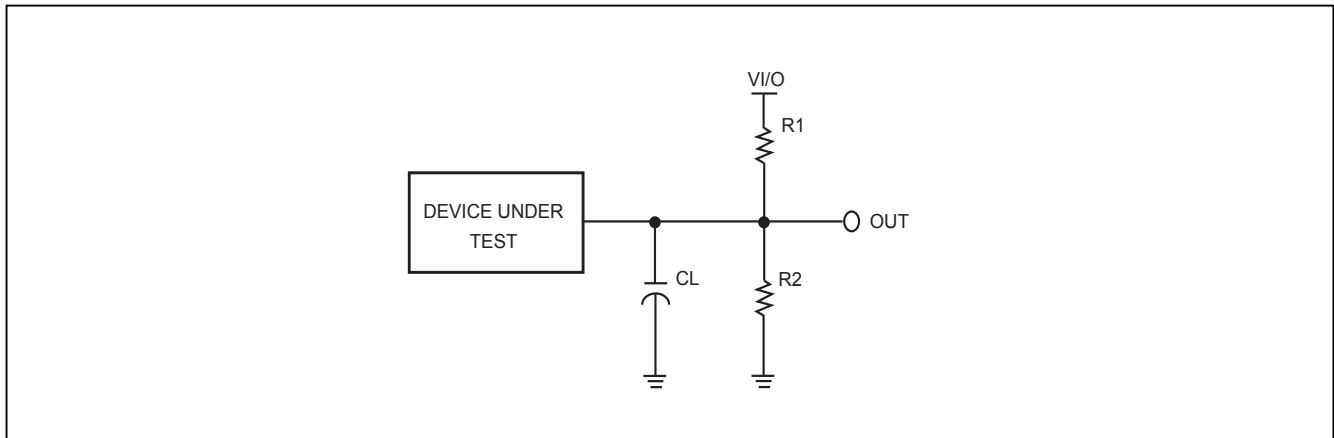 VI/O
R1
DEVICE UNDER
TEST
OUT
CL
R2